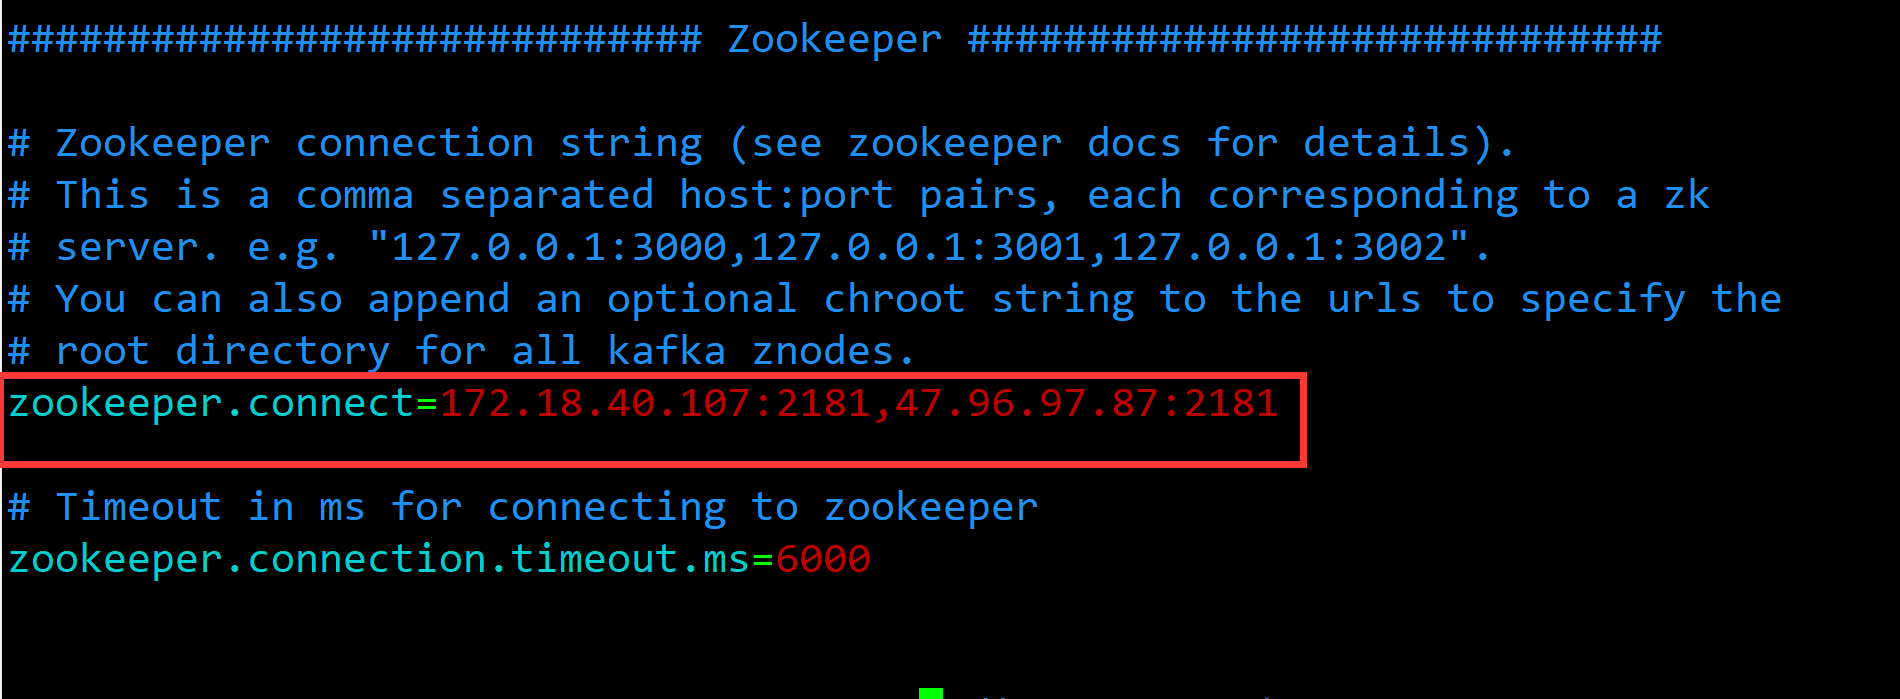 ############################# Zookeeper #############################
# Zookeeper connection string (see zookeeper docs for details).
# This is a comma separated host:port pairs, each corresponding to a zk
# server. e.g. "127.0.0.1:3000,127.0.0.1:3001,127.0.0.1:3002".
# You can also append an optional chroot string to the urls to specify the
# root directory for all kafka znodes.
zookeeper.connect=172.18.40.107:2181,47.96.97.87:2181
# Timeout in ms for connecting to zookeeper
zookeeper.connection.timeout.ms=6000